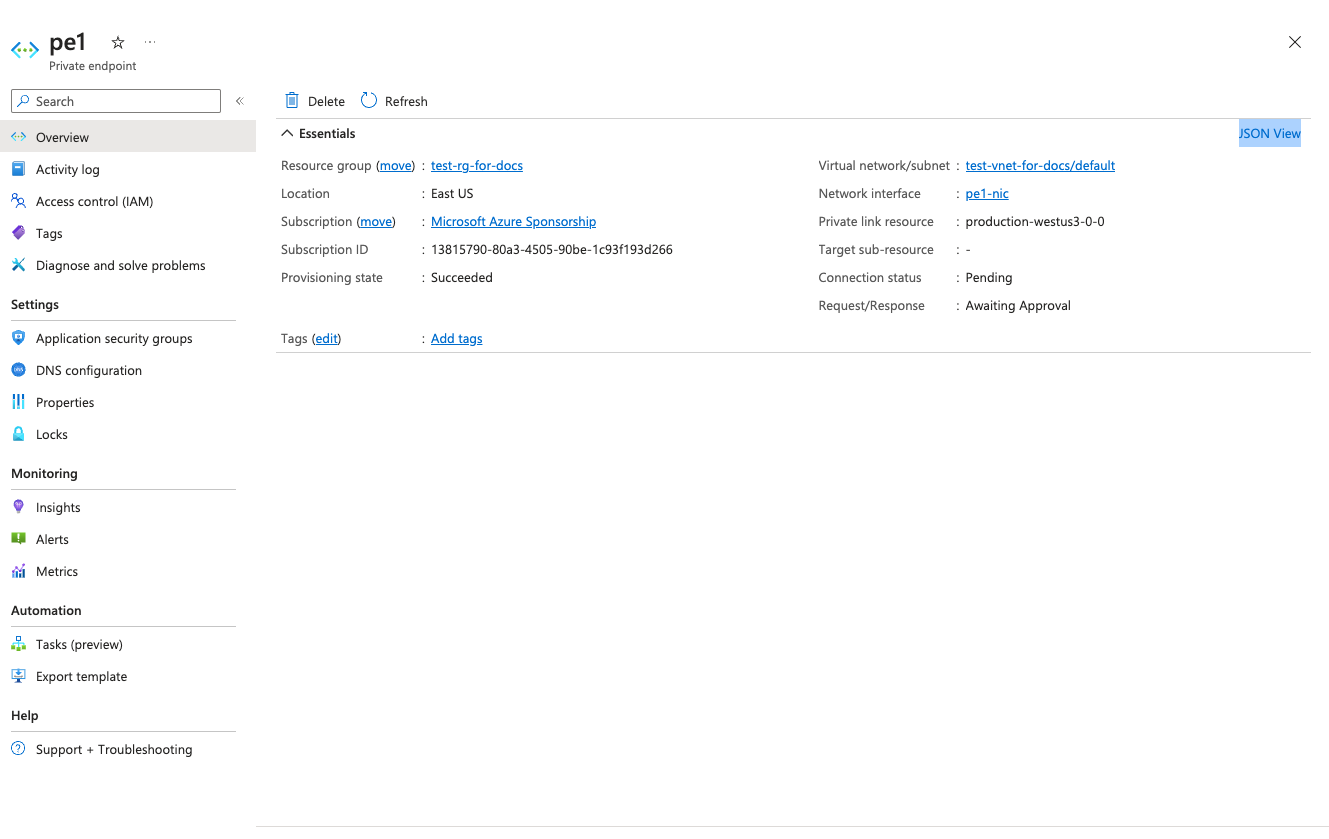 pe1
Private endpoint
Search
Overview
Activity log
Access control (IAM)
Tags
Diagnose and solve problems
Settings
Application security groups
DNS configuration
Properties
Locks
Monitoring
Insights
Alerts
Metrics
Automation
Tasks (preview)
Export template
Help
Support + Troubleshooting
Delete Refresh
Essentials JSON View
Resource group (move) : test-rg-for-docs
Location : East US
Subscription (move) : Microsoft Azure Sponsorship
Subscription ID : 13815790-80a3-4505-90be-1c93f193d266
Provisioning state : Succeeded
Virtual network/subnet : test-vnet-for-docs/default
Network interface : pe1-nic
Private link resource : production-westus3-0-0
Target sub-resource : -
Connection status : Pending
Request/Response : Awaiting Approval
Tags (edit) : Add tags